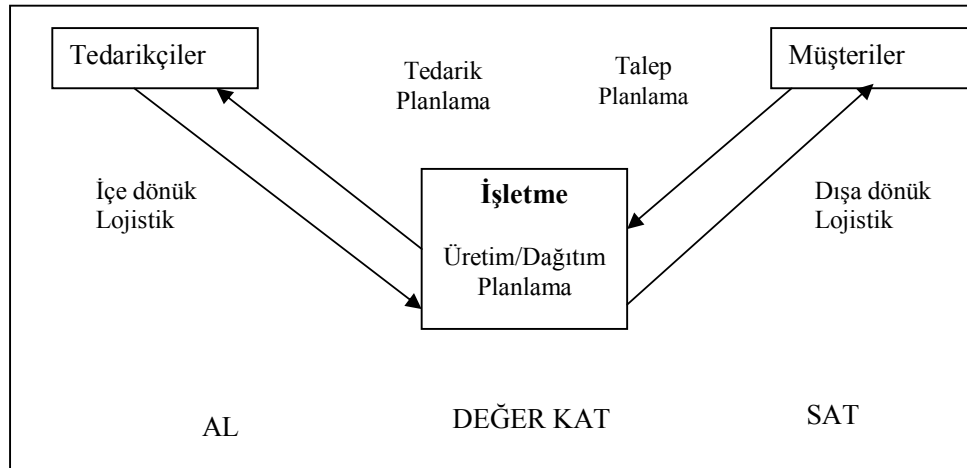 Tedarikçiler
Müşteriler
Tedarik
Planlama
Talep
Planlama
İçe dönük
Lojistik
İşletme
Üretim/Dağıtım
Planlama
Dışa dönük
Lojistik
AL
DEĞER KAT
SAT